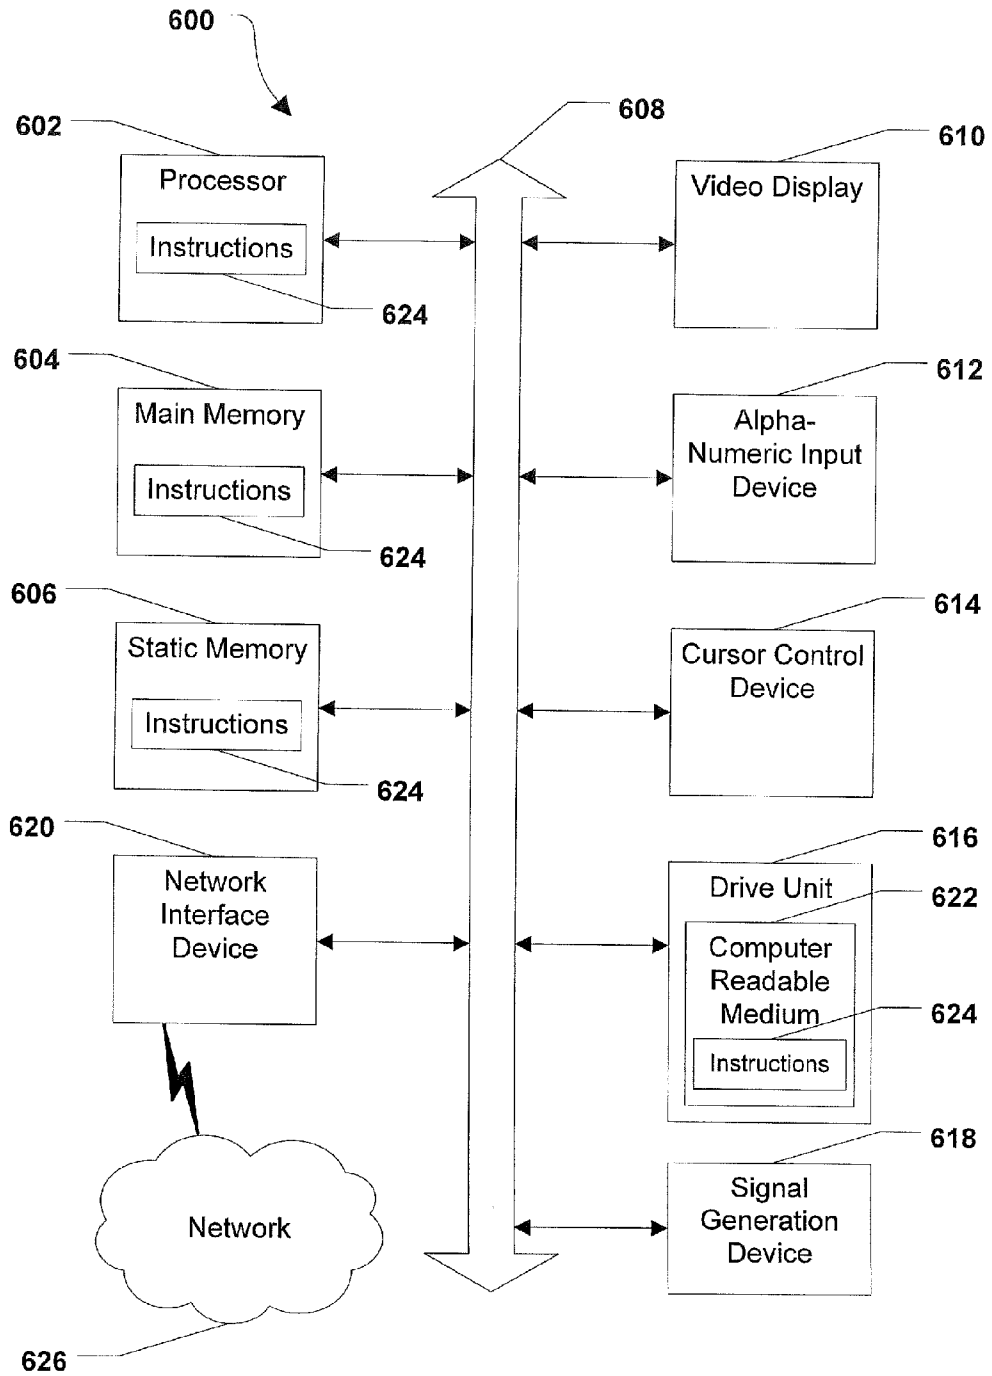 600
608
602
Processor
Instructions
624
610
Video Display
604
Main Memory
Instructions
624
612
Alpha-
Numeric Input
Device
606
Static Memory
Instructions
624
614
Cursor Control
Device
620
Network
Interface
Device
616
Drive Unit
622
Computer
Readable
Medium
624
Instructions
618
Signal
Generation
Device
Network
626